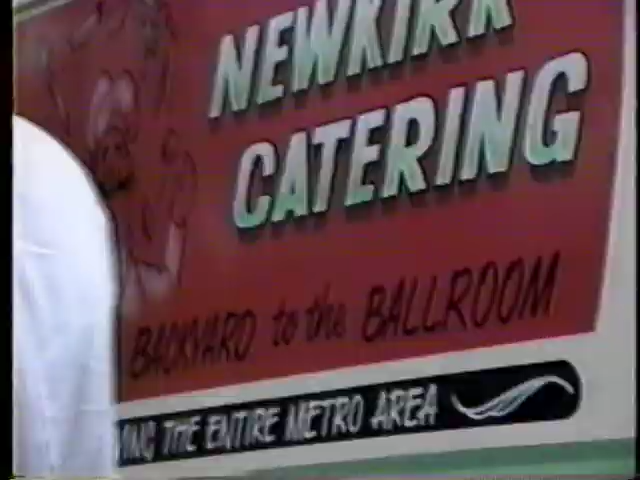 NEWKIRK
CATERING
BACKYARD to the BALLROOM
THE ENTIRE METRO AREA